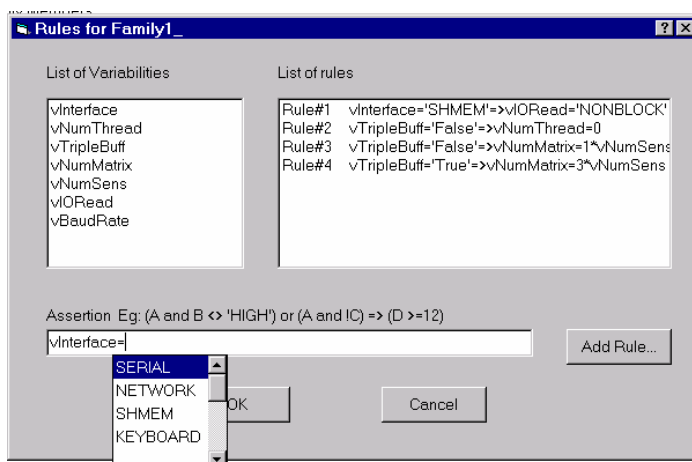 Rules for Family1_
List of Variabilities
List of rules
vInterface
vNumThread
vTripleBuff
vNumMatrix
vNumSens
vIORead
vBaudRate
Rule#1 vInterface='SHMEM'=>vIORead='NONBLOCK'
Rule#2 vTripleBuff='False'=>vNumThread=0
Rule#3 vTripleBuff='False'=>vNumMatrix=1*vNumSens
Rule#4 vTripleBuff='True'=>vNumMatrix=3*vNumSens
Assertion Eg: (A and B <> 'HIGH') or (A and !C) => (D >=12)
vInterface=
Add Rule...
SERIAL
NETWORK
SHMEM
KEYBOARD
OK
Cancel